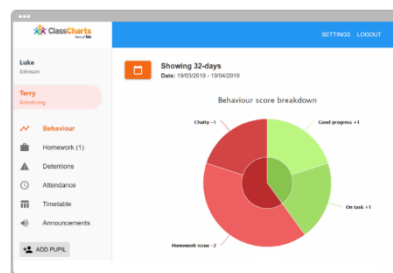 ClassCharts
SETTINGS LOGOUT
Luke
Johnson
Terry
Armstrong
Behaviour
Homework (1)
Detentions
Attendance
Timetable
Announcements
ADD PUPIL
Showing 32-days
Date: 19/03/2019 - 19/04/2019
Behaviour score breakdown
Chatty -1
Good progress +1
On task +1
Homework issue -2